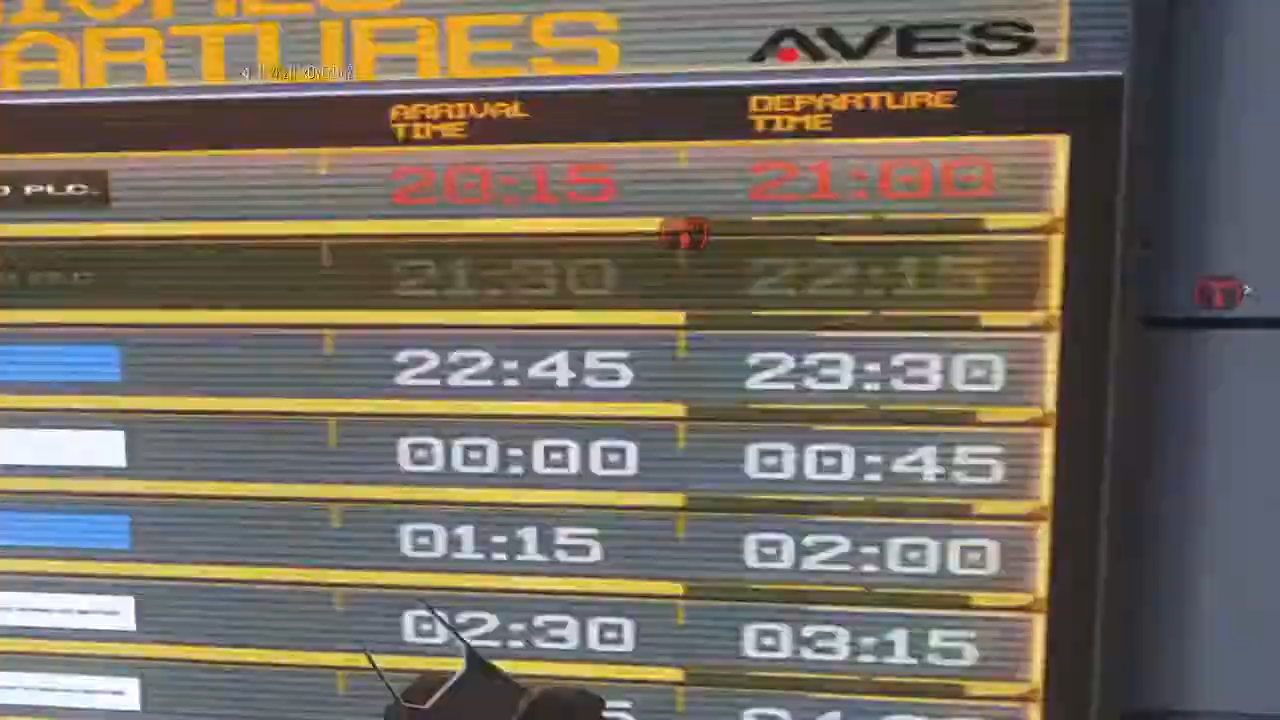 ARTURES
AVES
ARRIVAL
TIME
DEPARTURE
TIME
PLC.
20:15 21:00
21:30 22:15
22:45 23:30
00:00 00:45
01:15 02:00
02:30 03:15